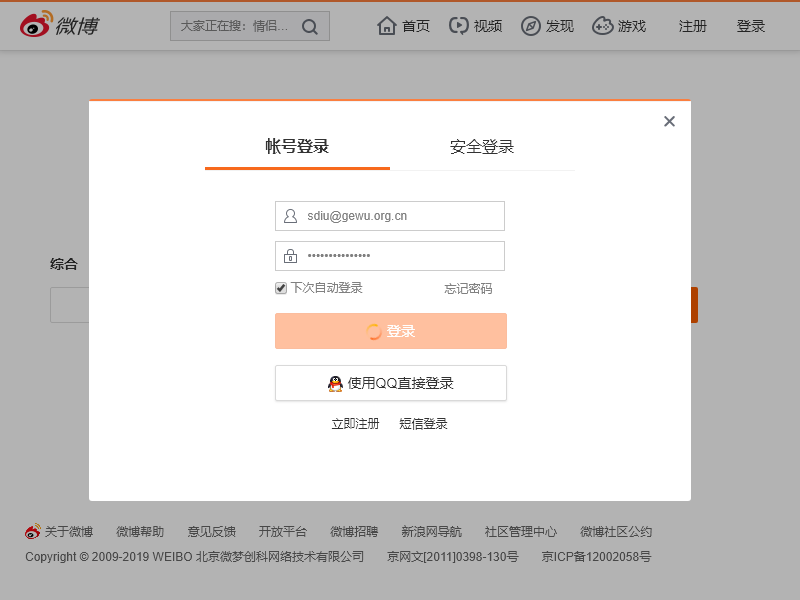 微博 大家正在搜：情侣... 首页 视频 发现 游戏 注册 登录
帐号登录 安全登录
sdiu@gewu.org.cn
•••••••••••••••
下次自动登录 忘记密码
综合
登录
使用QQ直接登录
立即注册 短信登录
关于微博 微博帮助 意见反馈 开放平台 微博招聘 新浪网导航 社区管理中心 微博社区公约
Copyright © 2009-2019 WEIBO 北京微梦创科网络技术有限公司 京网文[2011]0398-130号 京ICP备12002058号